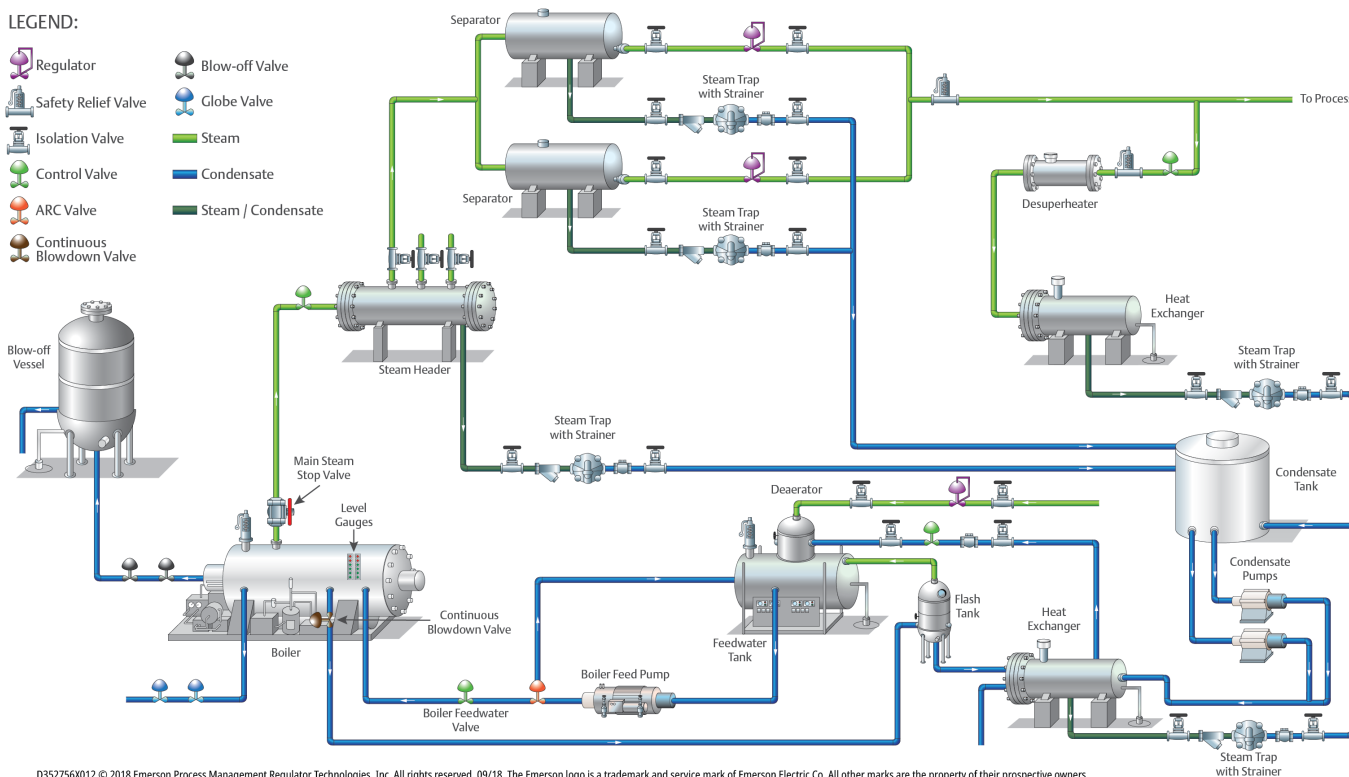 LEGEND:
Regulator
Safety Relief Valve
Isolation Valve
Control Valve
ARC Valve
Continuous
Blowdown Valve
Blow-off Valve
Globe Valve
Steam
Condensate
Steam / Condensate
Separator
Steam Trap
with Strainer
Separator
Steam Trap
with Strainer
To Process
Desuperheater
Heat
Exchanger
Steam Trap
with Strainer
Steam Header
Blow-off
Vessel
Steam Trap
with Strainer
Main Steam
Stop Valve
Level
Gauges
Deaerator
Condensate
Tank
Condensate
Pumps
Flash
Tank
Continuous
Blowdown Valve
Boiler
Feedwater
Tank
Heat
Exchanger
Boiler Feed Pump
Boiler Feedwater
Valve
Steam Trap
with Strainer
D352756X012 © 2018 Emerson Process Management Regulator Technologies, Inc. All rights reserved. 09/18. The Emerson logo is a trademark and service mark of Emerson Electric Co. All other marks are the property of their prospective owners.